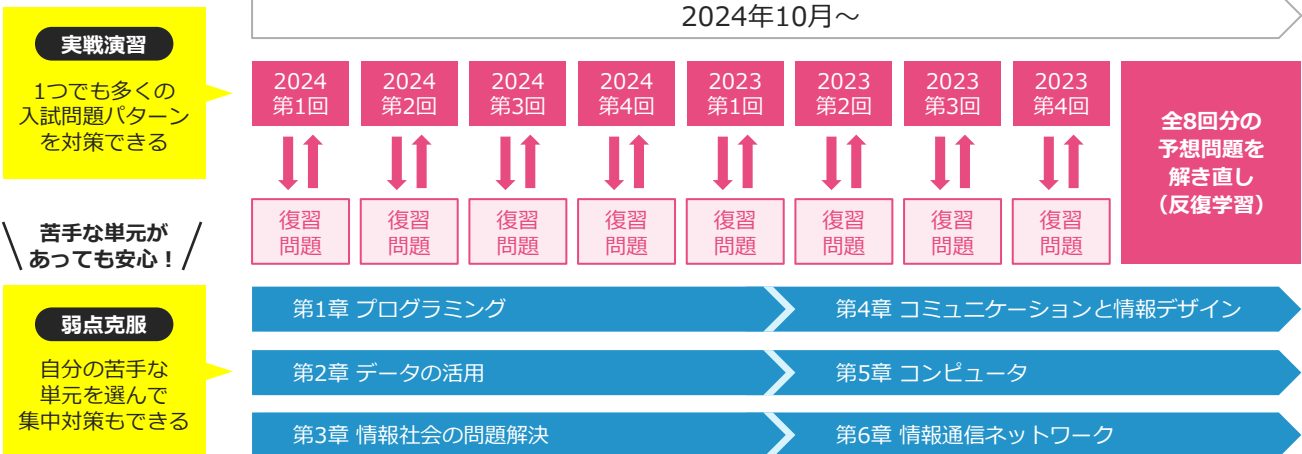 2024年10月～
実戦演習
1つでも多くの
入試問題パターン
を対策できる
2024
第1回
2024
第2回
2024
第3回
2024
第4回
2023
第1回
2023
第2回
2023
第3回
2023
第4回
復習
問題
復習
問題
復習
問題
復習
問題
復習
問題
復習
問題
復習
問題
復習
問題
全8回分の
予想問題を
解き直し
（反復学習）
苦手な単元が
あっても安心！
弱点克服
自分の苦手な
単元を選んで
集中対策もできる
第1章 プログラミング
第4章 コミュニケーションと情報デザイン
第2章 データの活用
第5章 コンピュータ
第3章 情報社会の問題解決
第6章 情報通信ネットワーク